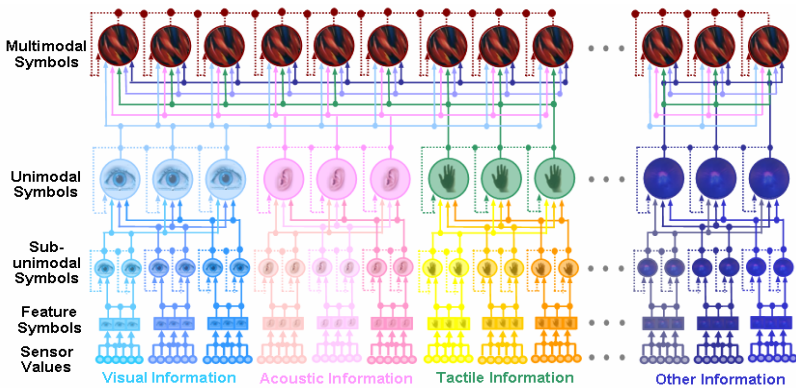 Multimodal
Symbols
Unimodal
Symbols
Sub-
unimodal
Symbols
Feature
Symbols
Sensor
Values
Visual Information
Acoustic Information
Tactile Information
Other Information